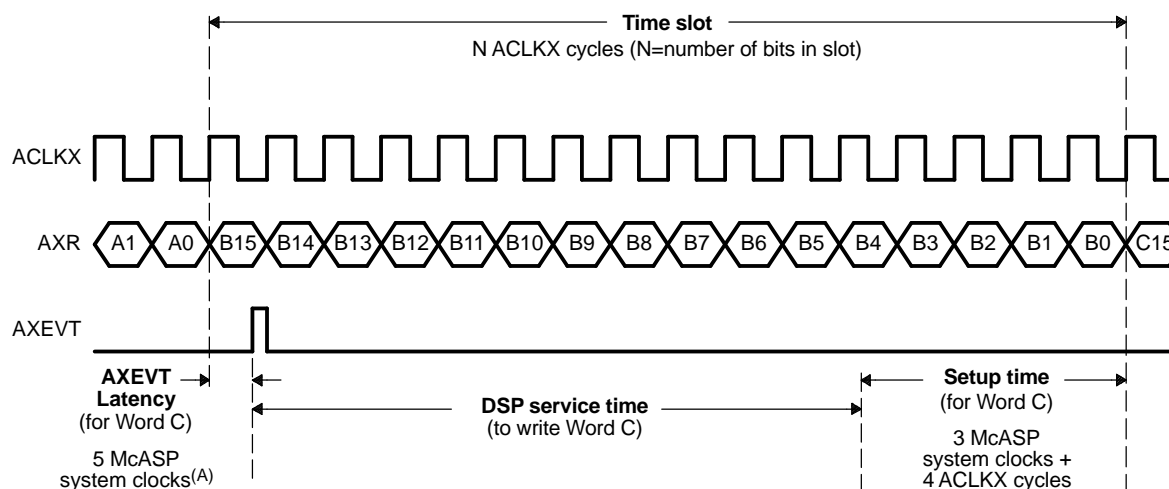 Time slot
N ACLKX cycles (N=number of bits in slot)
ACLKX
AXR A1 A0 B15 B14 B13 B12 B11 B10 B9 B8 B7 B6 B5 B4 B3 B2 B1 B0 C15
AXEVT
AXEVT
Latency
(for Word C)
5 McASP
system clocks(A)
DSP service time
(to write Word C)
Setup time
(for Word C)
3 McASP
system clocks +
4 ACLKX cycles